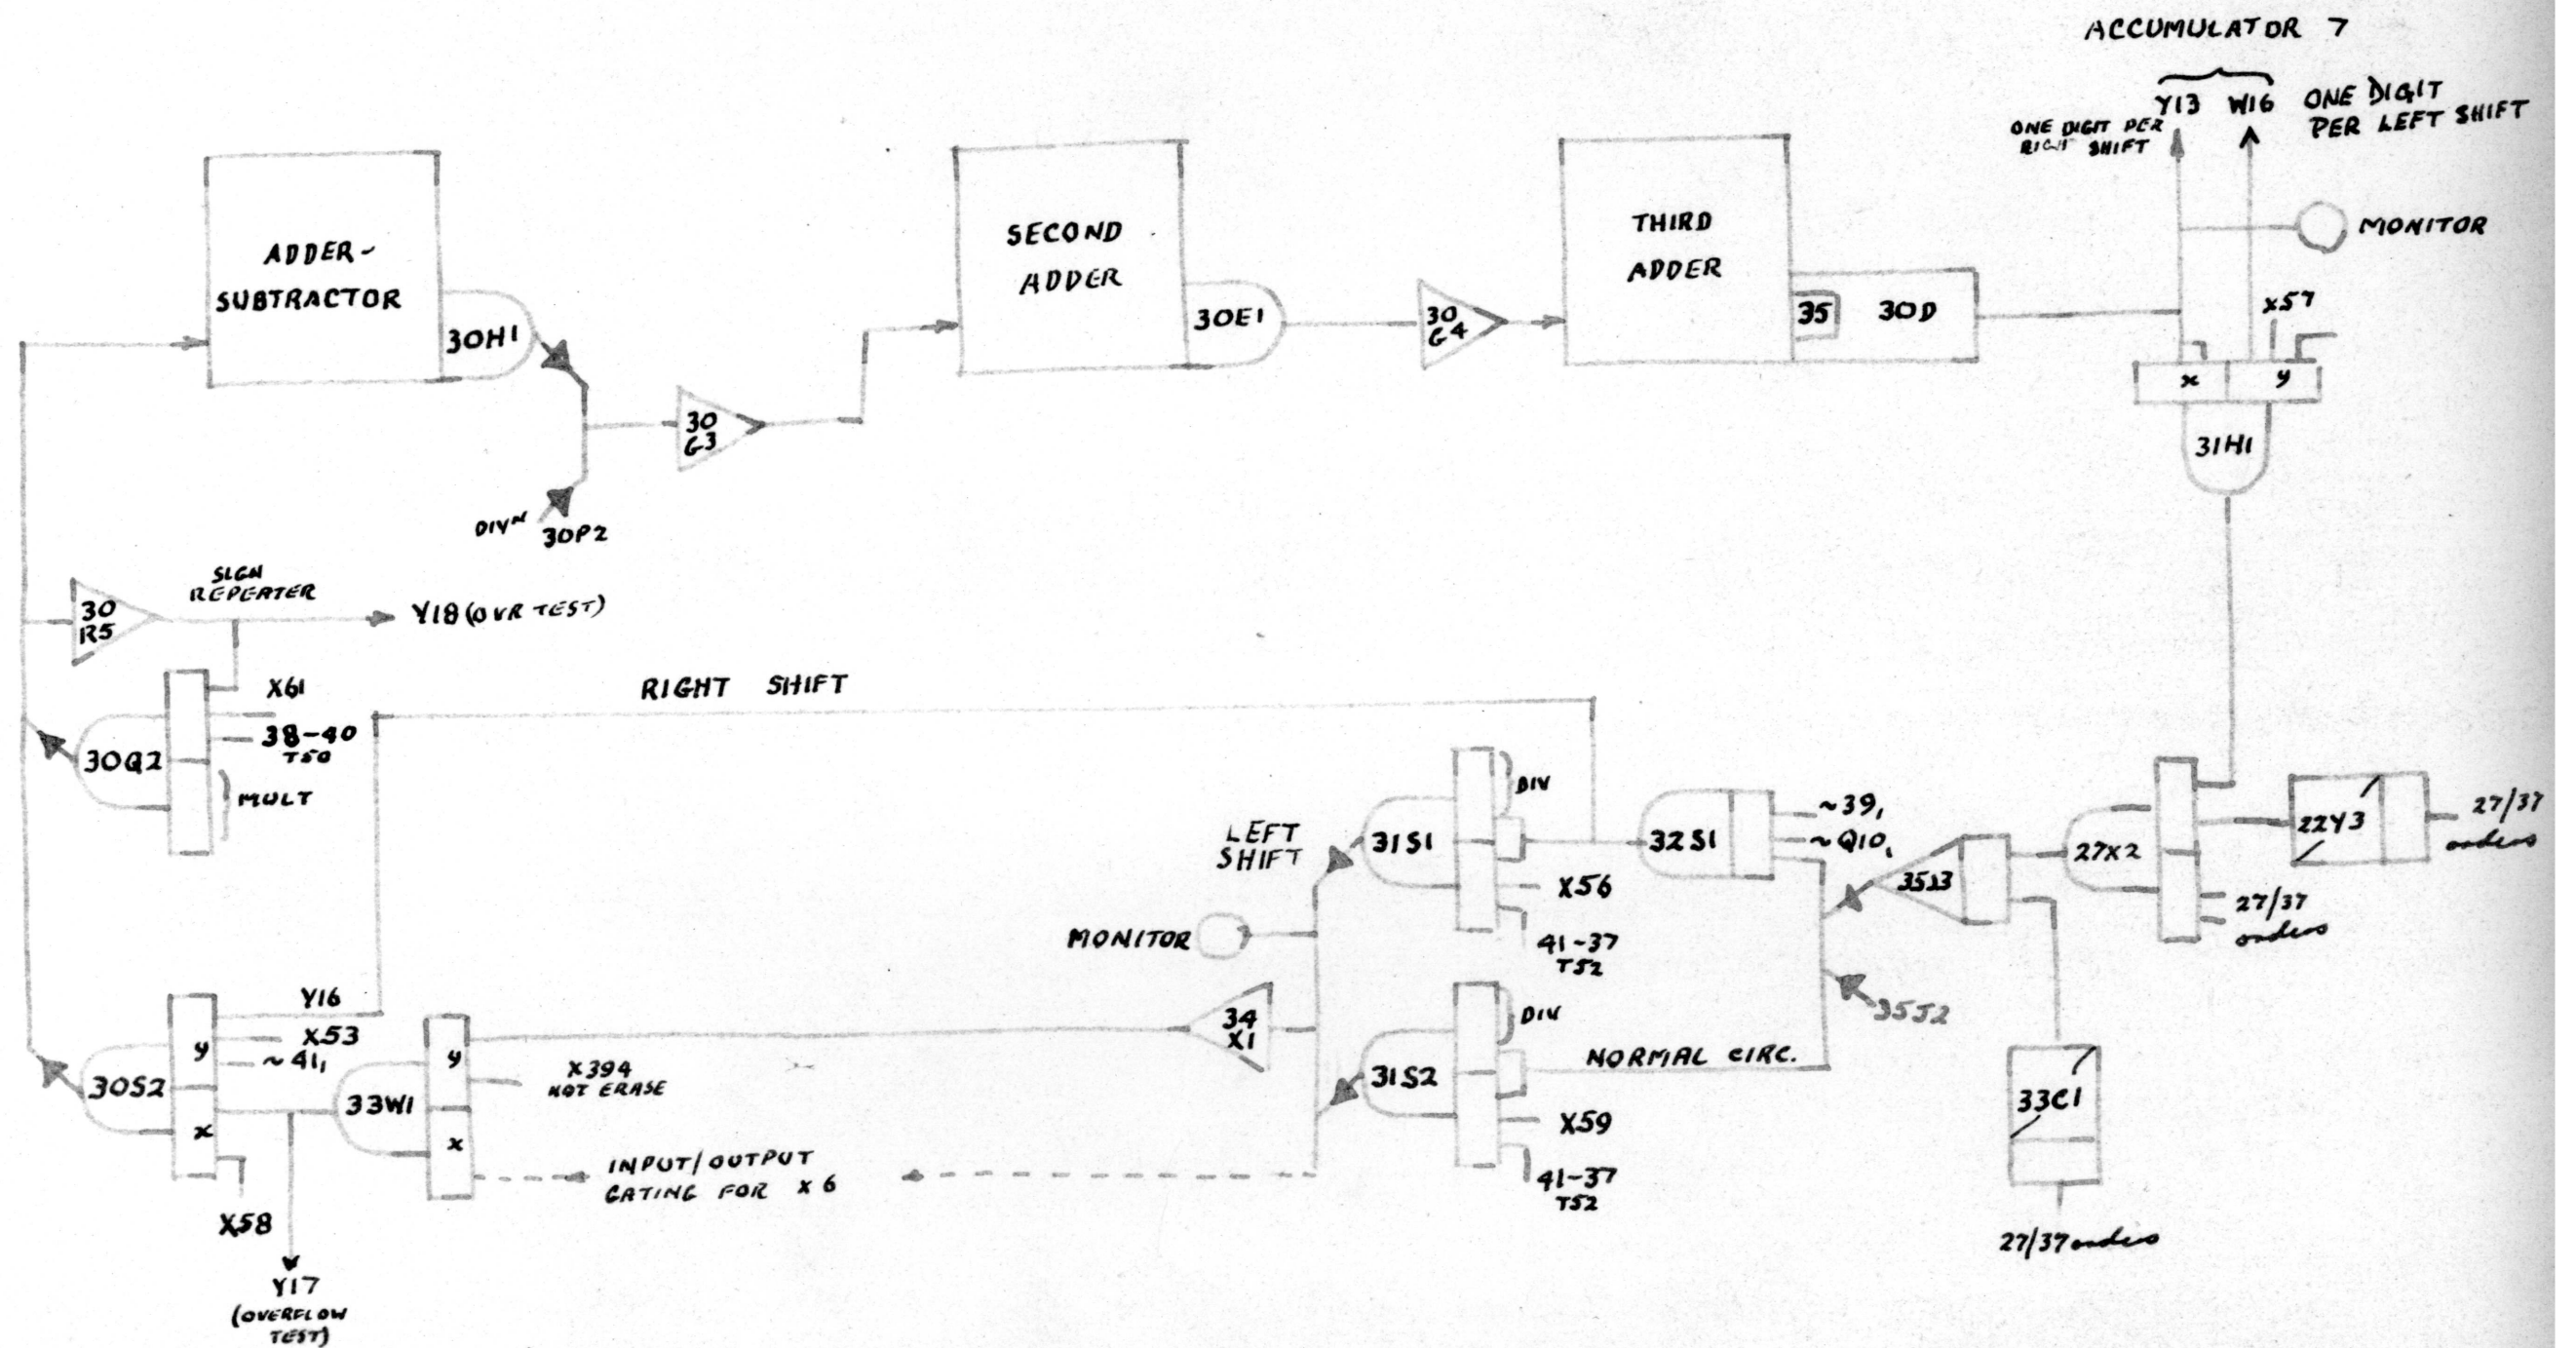 ACCUMULATOR 7
Y13 W16
ONE DIGIT
PER LEFT SHIFT
ONE DIGIT PER
RIGHT SHIFT
MONITOR
X57
x y
31H1
ADDER-
SUBTRACTOR
30H1
30
G3
DIVN
30P2
SECOND
ADDER
30E1
30
G4
THIRD
ADDER
35 30D
SIGN
REPEATER
30
R5
Y18 (OVR TEST)
X61
38-40
T50
30Q2
MULT
RIGHT SHIFT
LEFT
SHIFT
31S1
DIV
X56
41-37
T52
32S1
~39,
~Q10,
35J3
27X2
22Y3
27/37
orders
27/37
orders
MONITOR
34
X1
31S2
DIV
NORMAL CIRC.
35J2
X59
41-37
T52
33C1
27/37 orders
Y16
X53
~41,
30S2
y
x
X58
33W1
y
x
X394
NOT ERASE
INPUT/OUTPUT
GATING FOR X6
Y17
(OVERFLOW
TEST)